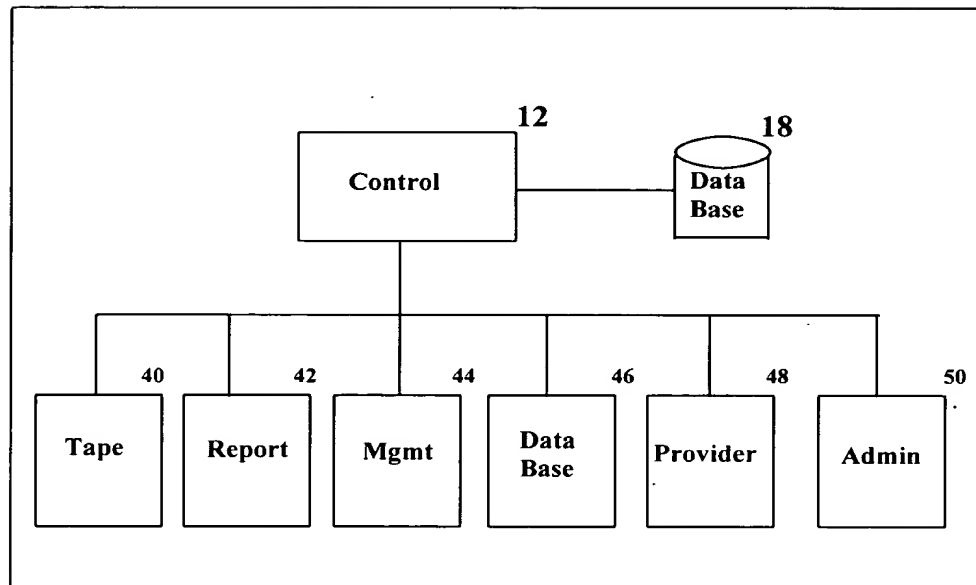 12
18
Control
Data
Base
40
42
44
46
48
50
Tape
Report
Mgmt
Data
Base
Provider
Admin